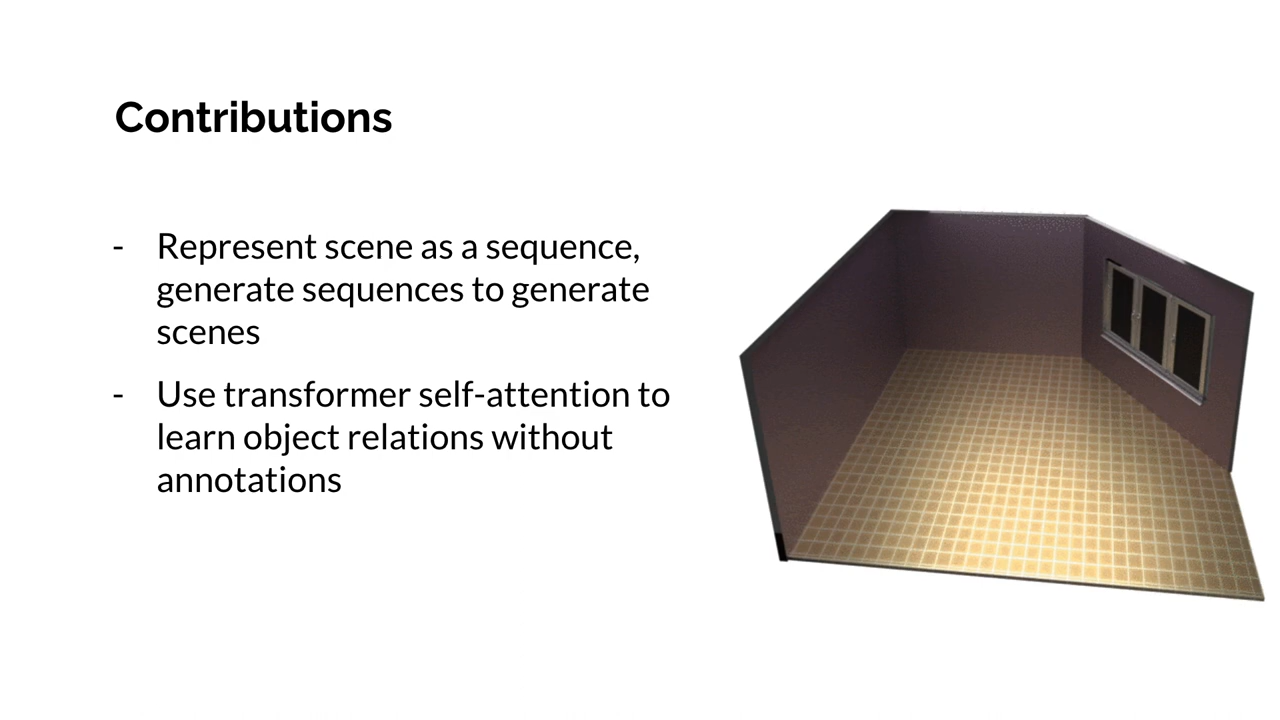 Contributions
- Represent scene as a sequence,
generate sequences to generate
scenes
- Use transformer self-attention to
learn object relations without
annotations